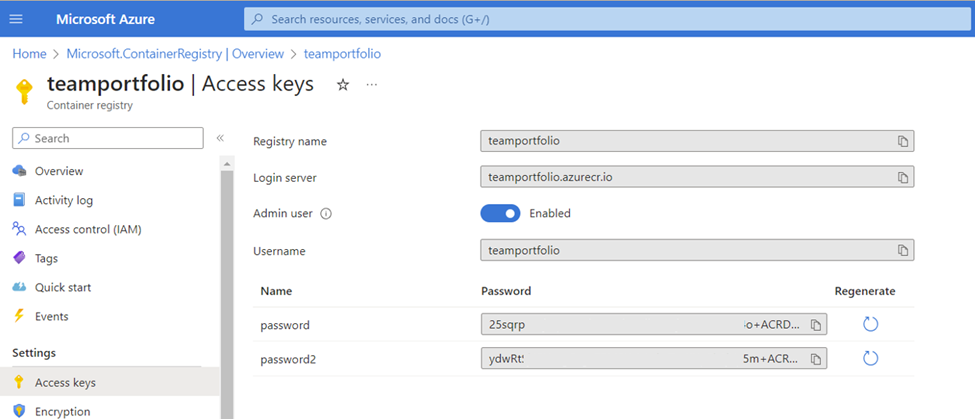 Microsoft Azure
Search resources, services, and docs (G+/)
Home > Microsoft.ContainerRegistry | Overview > teamportfolio
teamportfolio | Access keys ☆ ...
Container registry
Search «
Overview
Activity log
Access control (IAM)
Tags
Quick start
Events
Settings
Access keys
Encryption
Registry name teamportfolio
Login server teamportfolio.azurecr.io
Admin user Enabled
Username teamportfolio
Name Password Regenerate
password 25sqrp o+ACRD...
password2 ydwRt 5m+ACR...